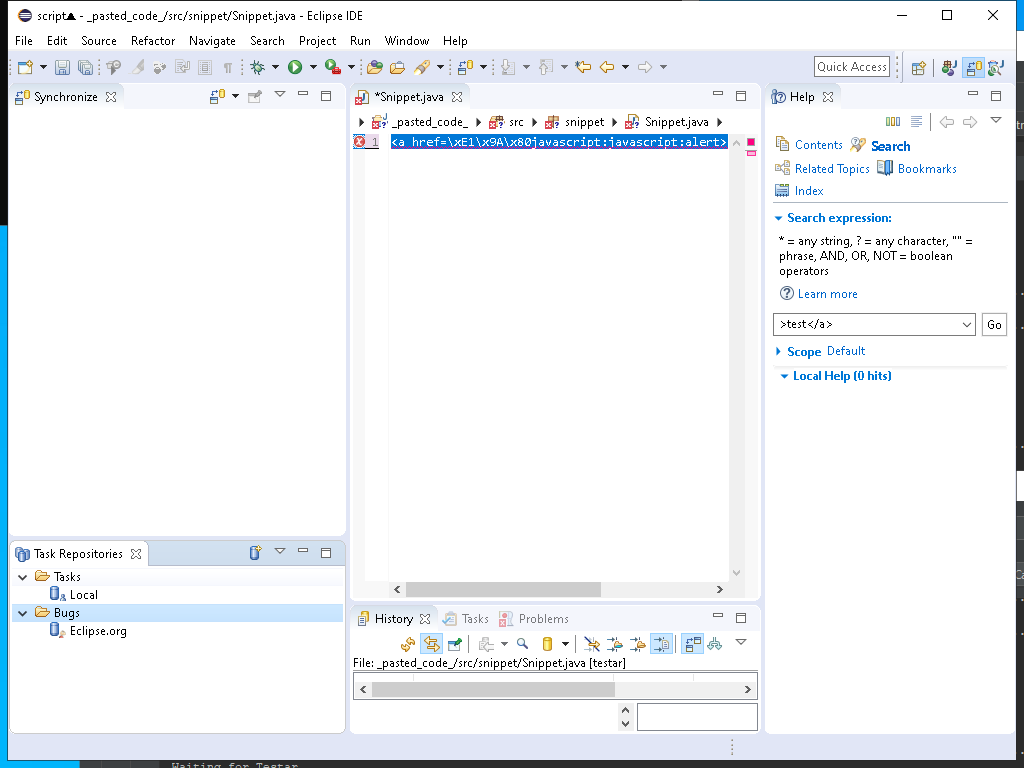 script▲ - _pasted_code_/src/snippet/Snippet.java - Eclipse IDE
File Edit Source Refactor Navigate Search Project Run Window Help
Quick Access
Synchronize
*Snippet.java
_pasted_code_ src snippet Snippet.java
1 <a href=\xE1\x9A\x80javascript:javascript:alert>
Help
Contents Search
Related Topics Bookmarks
Index
Search expression:
* = any string, ? = any character, "" =
phrase, AND, OR, NOT = boolean
operators
Learn more
>test</a>
Go
Scope Default
Local Help (0 hits)
Task Repositories
Tasks
Local
Bugs
Eclipse.org
History Tasks Problems
File: _pasted_code_/src/snippet/Snippet.java [testar]
Waiting for Testar